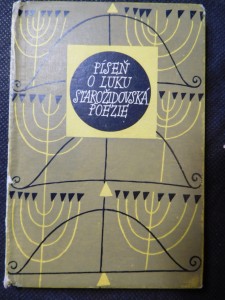 PÍSEŇ
O LUKU
STAROŽIDOVSKÁ
POEZIE